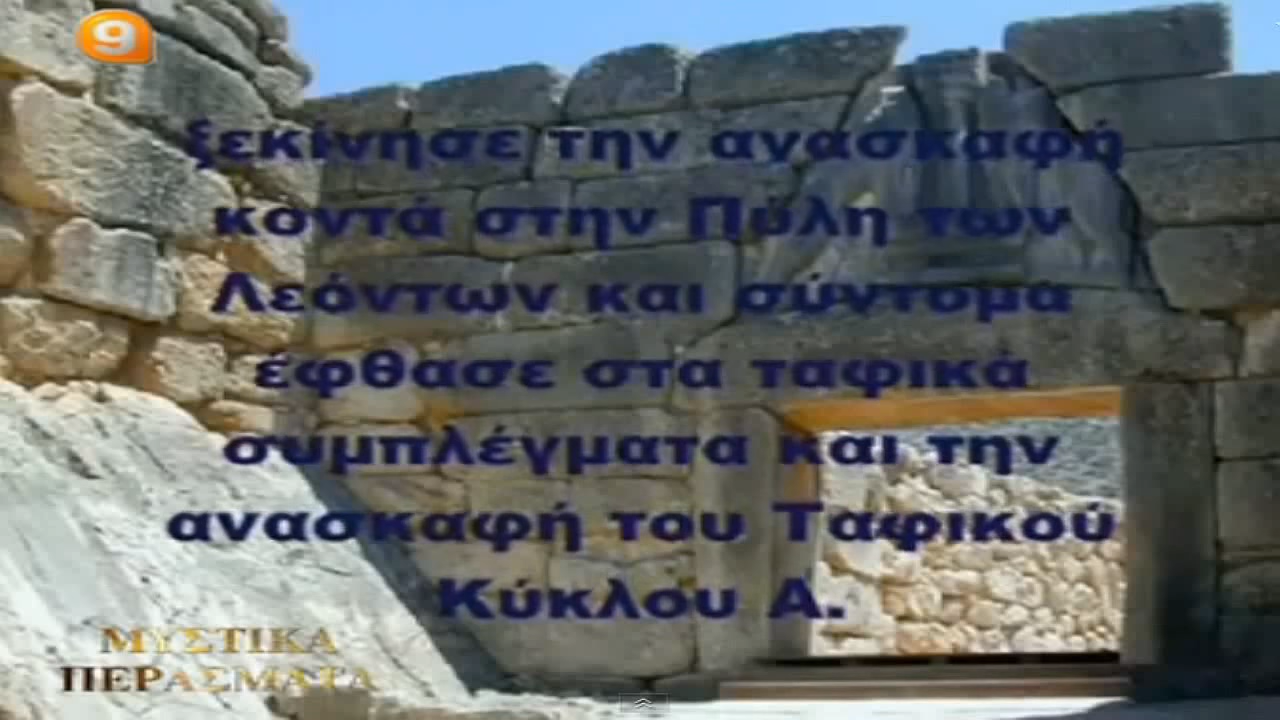 9
ξεκίνησε την ανασκαφή
κοντά στην Πύλη των
Λεόντων και σύντομα
έφθασε στα ταφικά
συμπλέγματα και την
ανασκαφή του Ταφικού
Κύκλου Α.
ΜΥΣΤΙΚΑ
ΠΕΡΑΣΜΑΤΑ